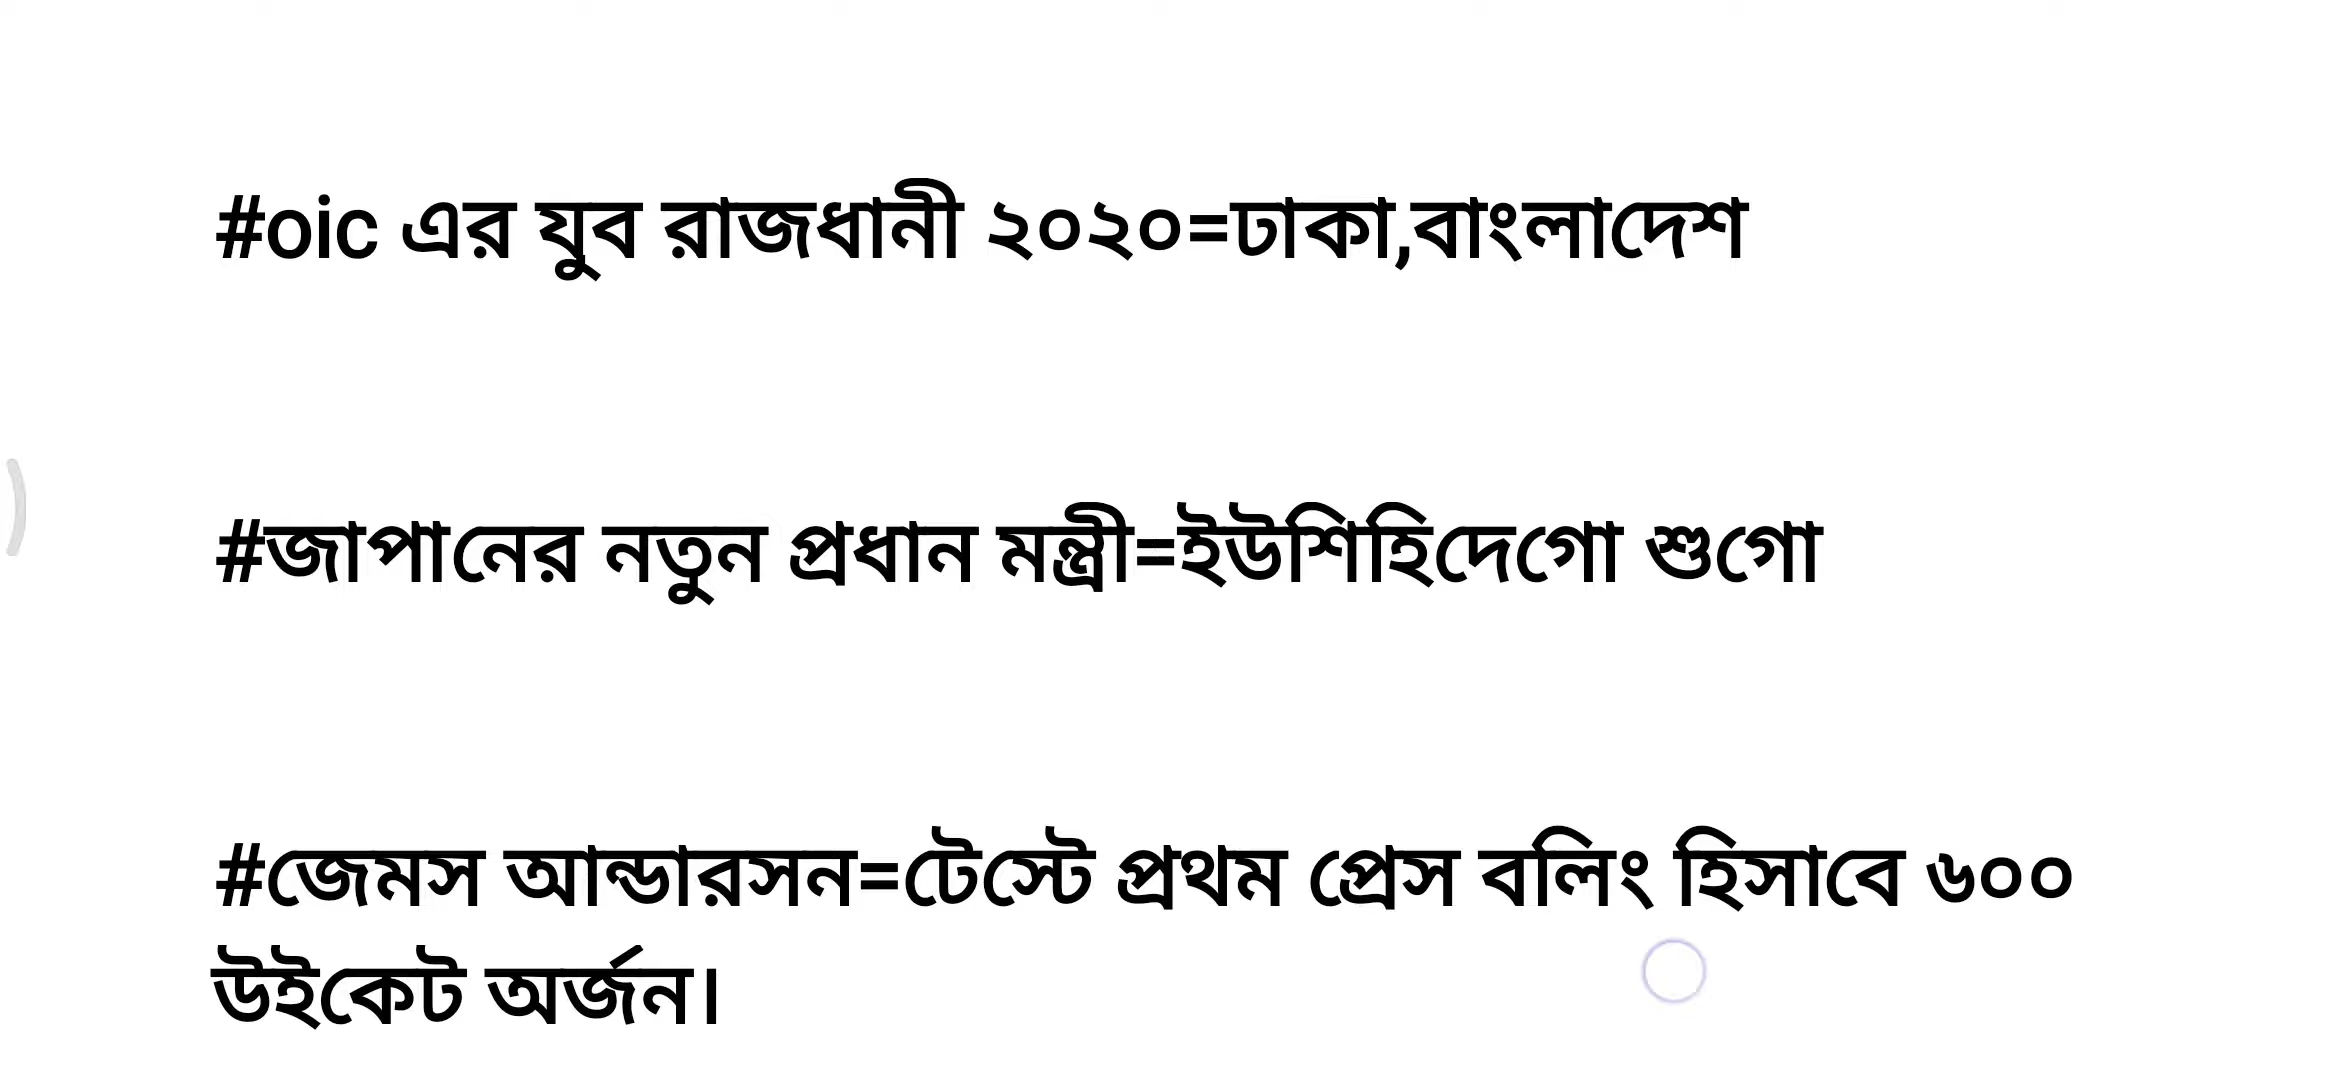 #oic এর যুব রাজধানী ২০২০=ঢাকা,বাংলাদেশ
#জাপানের নতুন প্রধান মন্ত্রী=ইউশিহিদেগো শুগো
#জেমস আন্ডারসন=টেস্টে প্রথম প্রেস বলিং হিসাবে ৬০০
উইকেট অর্জন।